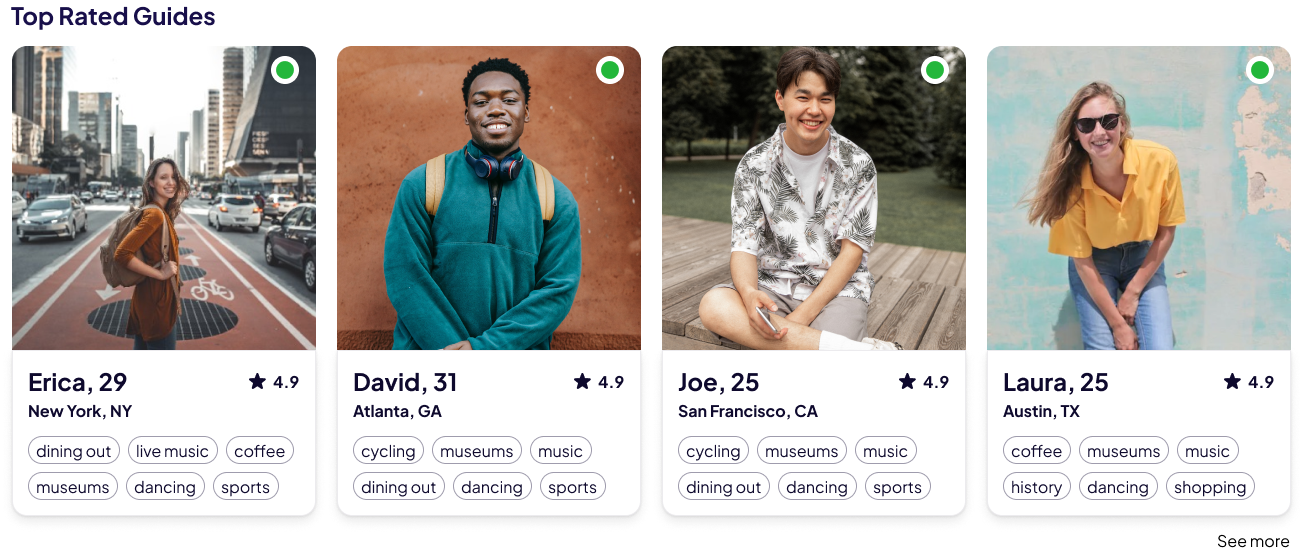 Top Rated Guides
Erica, 29
4.9
New York, NY
dining out
live music
coffee
museums
dancing
sports
David, 31
4.9
Atlanta, GA
cycling
museums
music
dining out
dancing
sports
Joe, 25
4.9
San Francisco, CA
cycling
museums
music
dining out
dancing
sports
Laura, 25
4.9
Austin, TX
coffee
museums
music
history
dancing
shopping
See more